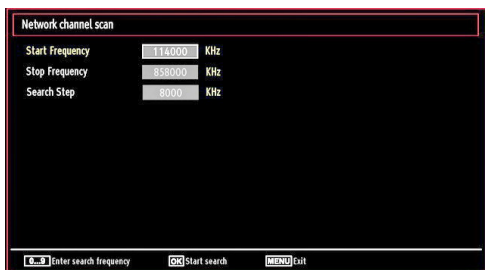 Network channel scan
Start Frequency 114000 KHz
Stop Frequency 858000 KHz
Search Step 8000 KHz
0...9 Enter search frequency OK Start search MENU Exit